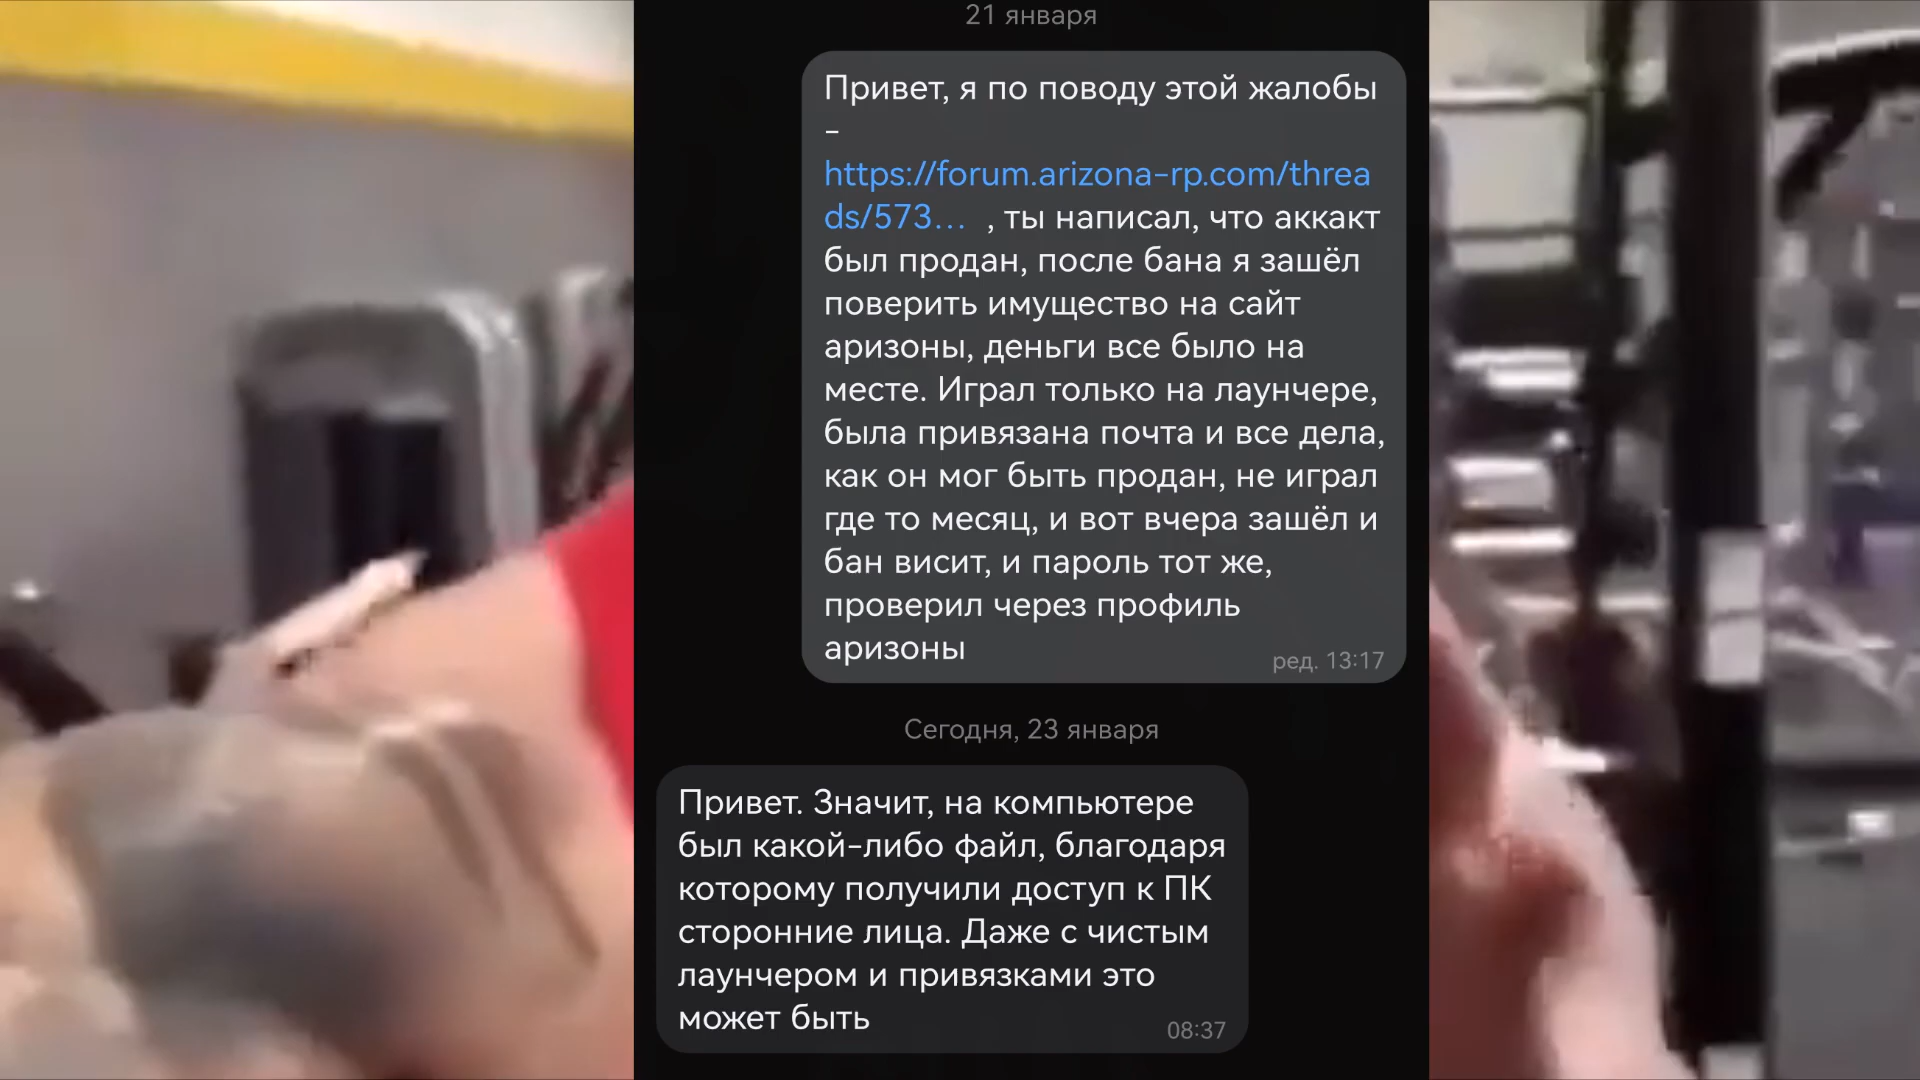 21 января
Привет, я по поводу этой жалобы
-
https://forum.arizona-rp.com/threa
ds/573... , ты написал, что аккакт
был продан, после бана я зашёл
поверить имущество на сайт
аризоны, деньги все было на
месте. Играл только на лаунчере,
была привязана почта и все дела,
как он мог быть продан, не играл
где то месяц, и вот вчера зашёл и
бан висит, и пароль тот же,
проверил через профиль
аризоны
ред. 13:17
Сегодня, 23 января
Привет. Значит, на компьютере
был какой-либо файл, благодаря
которому получили доступ к ПК
сторонние лица. Даже с чистым
лаунчером и привязками это
может быть
08:37